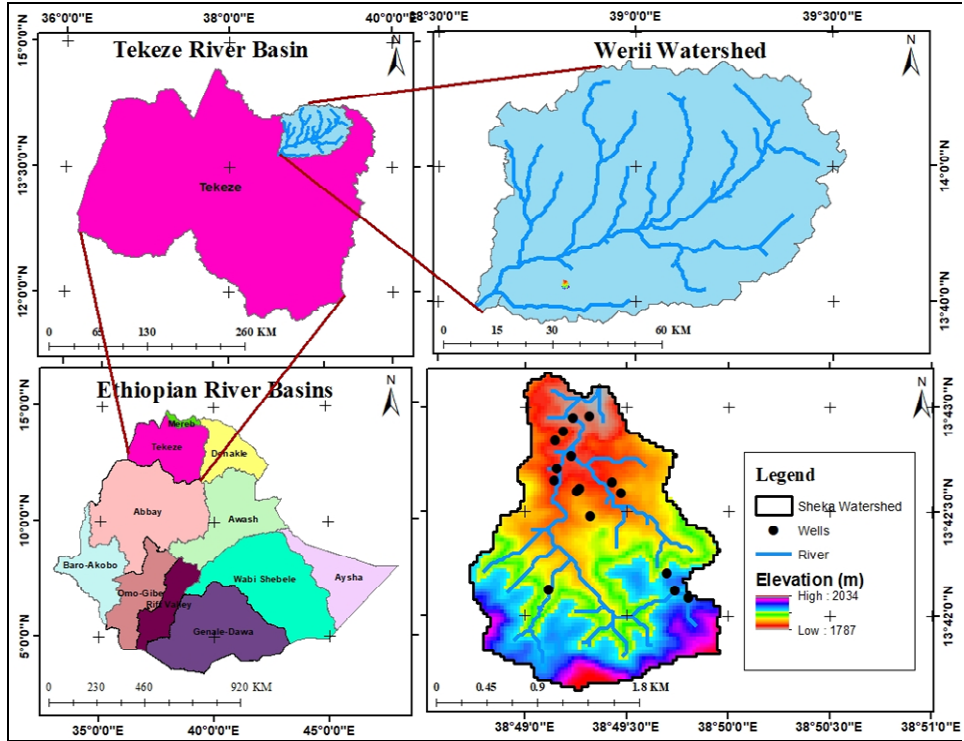 36°0'0"E 38°0'0"E 40°0'0"E
Tekeze River Basin
N
15°0'0"N
13°30'0"N
12°0'0"N
Tekeze
0 65 130 260 KM
38°30'0"E 39°0'0"E 39°30'0"E
Werii Watershed
N
14°0'0"N
13°40'0"N
0 15 30 60 KM
Ethiopian River Basins
N
15°0'0"N
10°0'0"N
5°0'0"N
Mereb
Tekeze
Denakle
Abbay
Awash
Baro-Akobo
Omo-Gibe
Rift Valley
Wabi Shebele
Aysha
Genale-Dawa
0 230 460 920 KM
35°0'0"E 40°0'0"E 45°0'0"E
N
13°43'0"N
13°42'30"N
13°42'0"N
Legend
Sheka Watershed
Wells
River
Elevation (m)
High : 2034
Low : 1787
0 0.45 0.9 1.8 KM
38°49'0"E 38°49'30"E 38°50'0"E 38°50'30"E 38°51'0"E